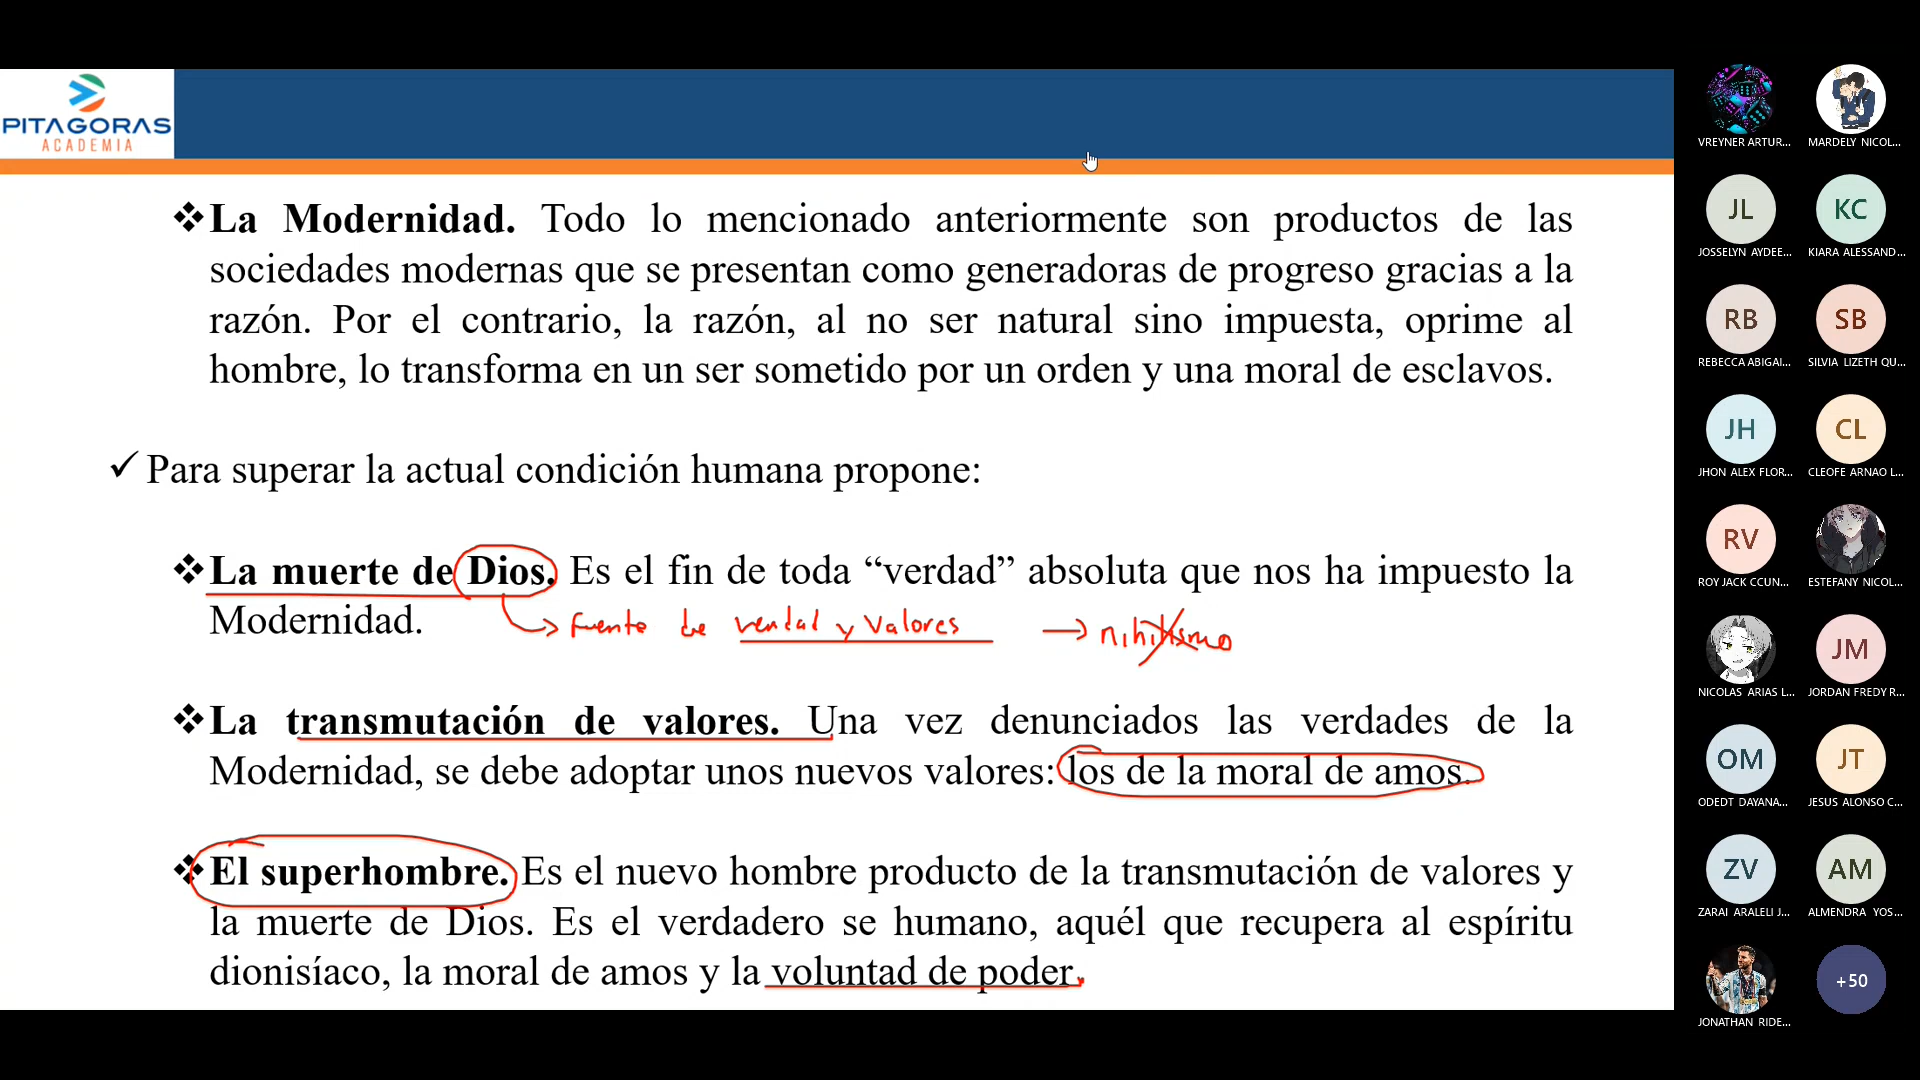 PITAGORAS
ACADEMIA
❖La Modernidad. Todo lo mencionado anteriormente son productos de las
sociedades modernas que se presentan como generadoras de progreso gracias a la
razón. Por el contrario, la razón, al no ser natural sino impuesta, oprime al
hombre, lo transforma en un ser sometido por un orden y una moral de esclavos.
✓Para superar la actual condición humana propone:
❖La muerte de Dios. Es el fin de toda “verdad” absoluta que nos ha impuesto la
Modernidad.
→ fuente de verdad y valores → nihilismo
❖La transmutación de valores. Una vez denunciados las verdades de la
Modernidad, se debe adoptar unos nuevos valores: los de la moral de amos.
❖El superhombre. Es el nuevo hombre producto de la transmutación de valores y
la muerte de Dios. Es el verdadero se humano, aquél que recupera al espíritu
dionisíaco, la moral de amos y la voluntad de poder.
VREYNER ARTUR... MARDELY NICOL...
JL KC
JOSSELYN AYDEE... KIARA ALESSAND...
RB SB
REBECCA ABIGAI... SILVIA LIZETH QU...
JH CL
JHON ALEX FLOR... CLEOFE ARNAO L...
RV
ROY JACK CCUN... ESTEFANY NICOL...
JM
NICOLAS ARIAS L... JORDAN FREDY R...
OM JT
ODEDT DAYANA... JESUS ALONSO C...
ZV AM
ZARAI ARALELI J... ALMENDRA YOS...
+50
JONATHAN RIDE...